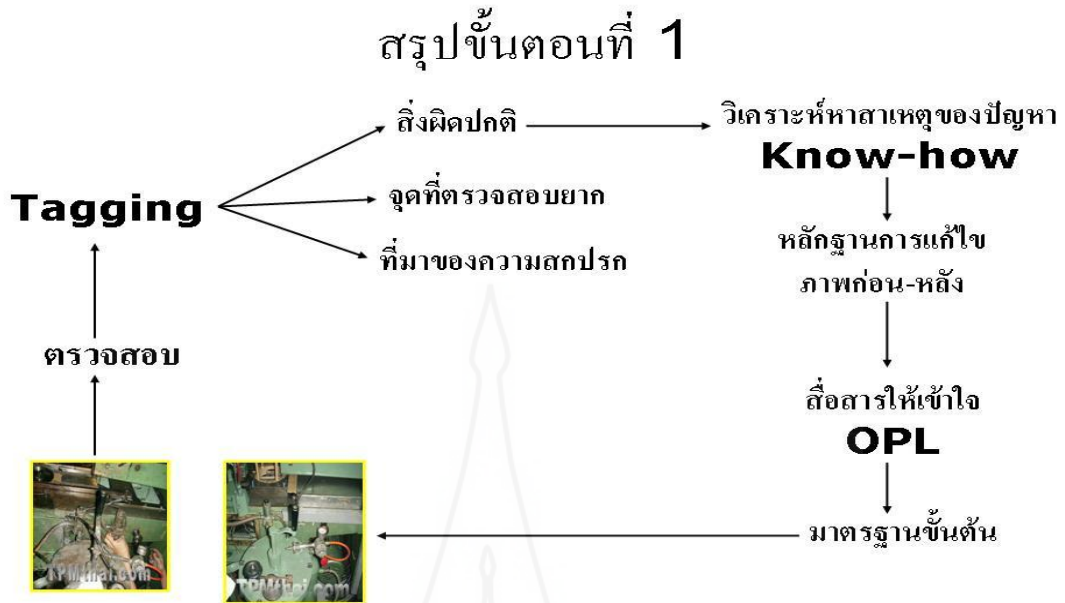 สรุปขั้นตอนที่ 1
สิ่งผิดปกติ
วิเคราะห์หาสาเหตุของปัญหา
Know-how
Tagging
จุดที่ตรวจสอบยาก
ที่มาของความสกปรก
หลักฐานการแก้ไข
ภาพก่อน-หลัง
ตรวจสอบ
สื่อสารให้เข้าใจ
OPL
มาตรฐานขั้นต้น
TPMthai.com
TPMthai.com